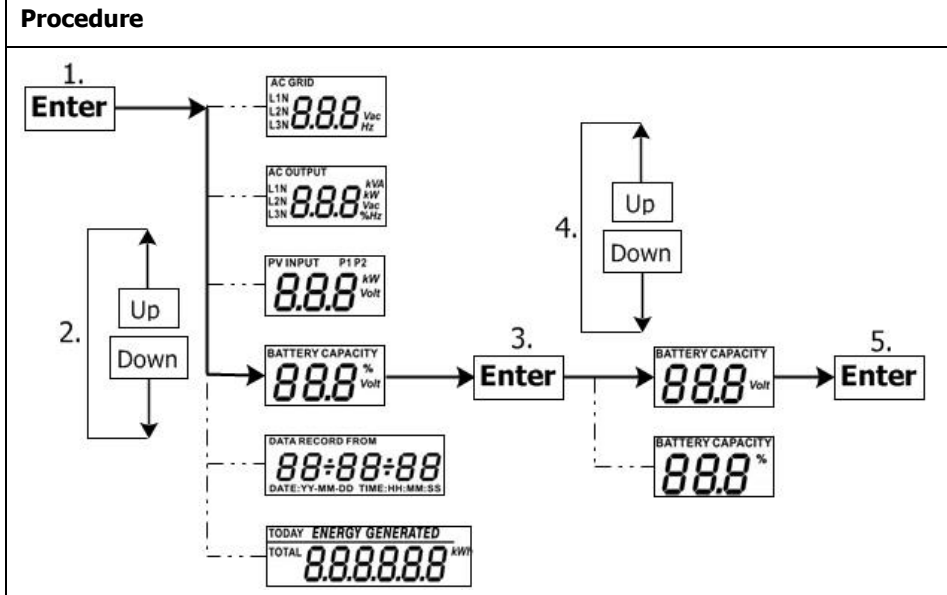 Procedure
1.
Enter
AC GRID
L1N
L2N
L3N
8.8.8
Vac
Hz
AC OUTPUT
L1N
L2N
L3N
8.8.8
kVA
kW
Vac
%Hz
PV INPUT P1 P2
8.8.8
kW
Volt
2.
Up
Down
BATTERY CAPACITY
88.8
%
Volt
3.
Enter
4.
Up
Down
BATTERY CAPACITY
88.8
Volt
5.
Enter
BATTERY CAPACITY
88.8
%
DATA RECORD FROM
88:88:88
DATE:YY-MM-DD TIME:HH:MM:SS
TODAY ENERGY GENERATED
TOTAL
8.8.8.8.8.8
kWh